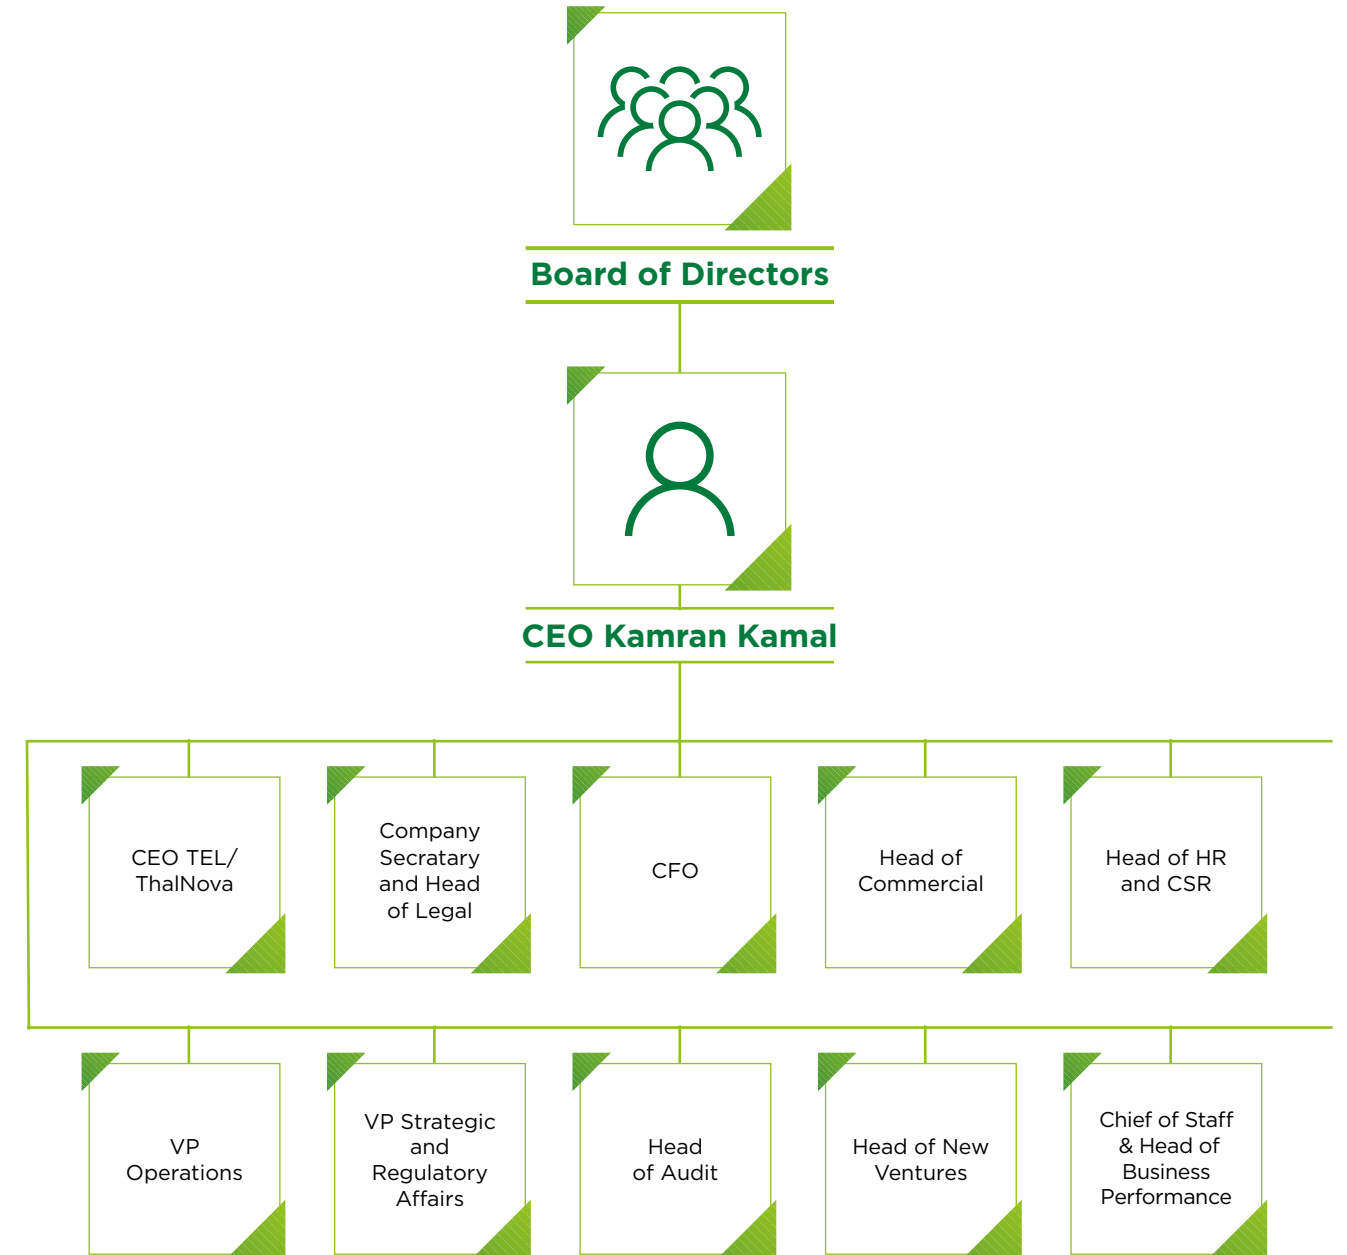 Board of Directors
CEO Kamran Kamal
CEO TEL/
ThalNova
Company
Secratary
and Head
of Legal
CFO
Head of
Commercial
Head of HR
and CSR
VP
Operations
VP Strategic
and
Regulatory
Affairs
Head
of Audit
Head of New
Ventures
Chief of Staff
& Head of
Business
Performance